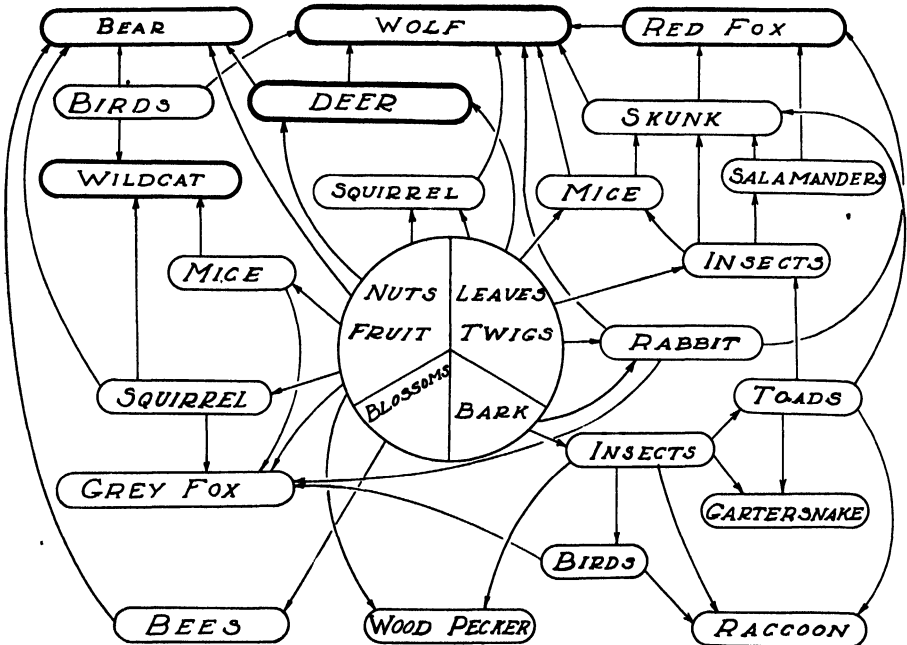 BEAR
WOLF
RED FOX
BIRDS
DEER
SKUNK
WILDCAT
SQUIRREL
MICE
SALAMANDERS
MICE
INSECTS
NUTS
LEAVES
FRUIT
TWIGS
RABBIT
BLOSSOMS
BARK
SQUIRREL
TOADS
INSECTS
GREY FOX
GARTERSNAKE
BIRDS
BEES
WOOD PECKER
RACCOON